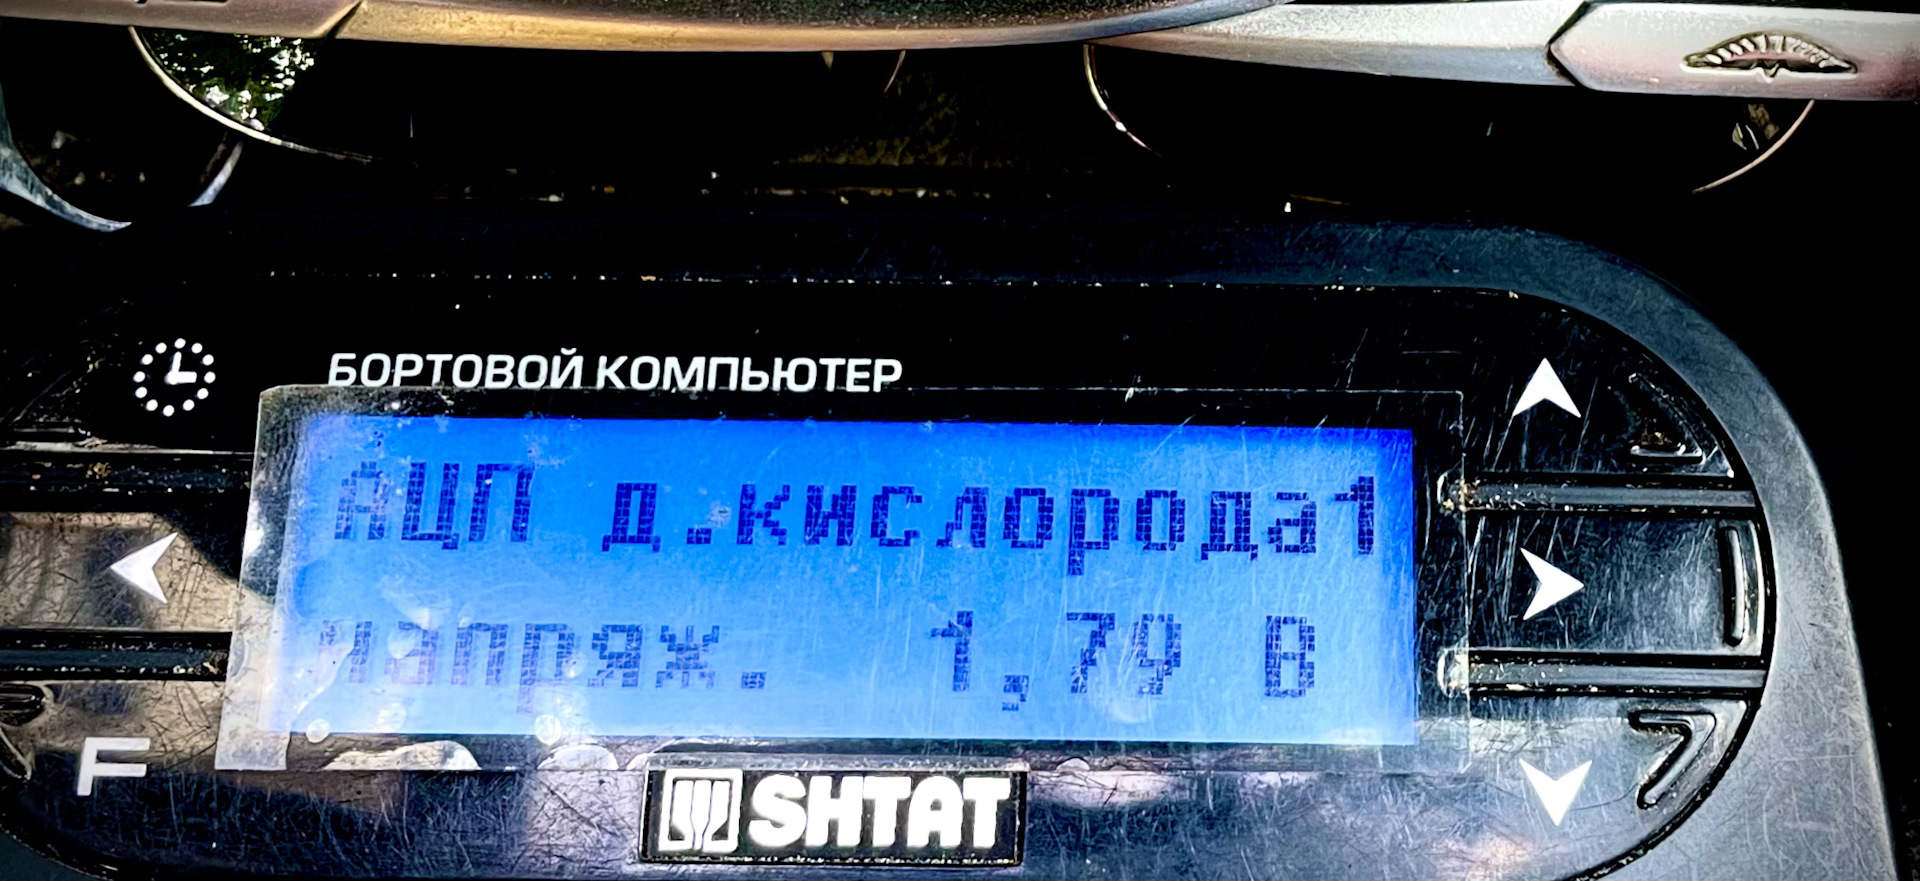 БОРТОВОЙ КОМПЬЮТЕР
АЦП д.кислорода1
напряж. 1,79 В
F
SHTAT